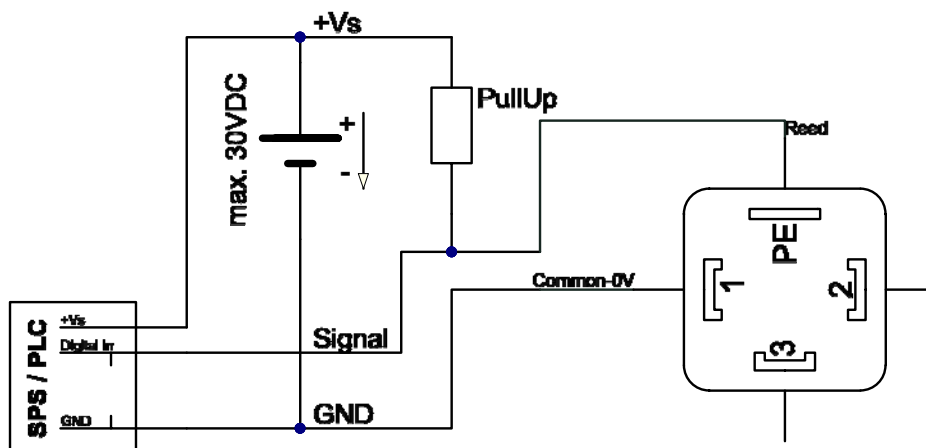 +Vs
max. 30VDC
+
-
PullUp
Reed
PE
1
2
3
Common-0V
SPS / PLC
+Vs
Digital In
Signal
GND
GND